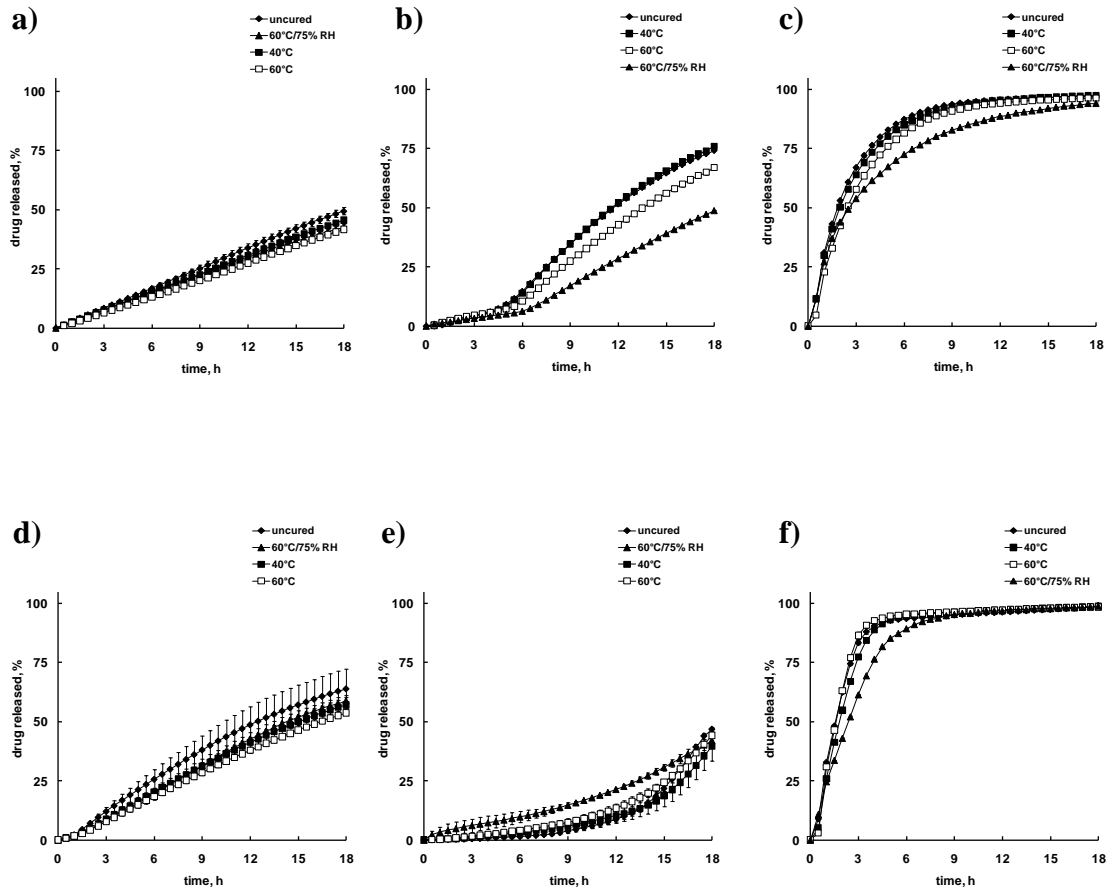 a)
uncured
60°C/75% RH
40°C
60°C
100
75
50
25
0
drug released, %
0 3 6 9 12 15 18
time, h
b)
uncured
40°C
60°C
60°C/75% RH
100
75
50
25
0
drug released, %
0 3 6 9 12 15 18
time, h
c)
uncured
40°C
60°C
60°C/75% RH
100
75
50
25
0
drug released, %
0 3 6 9 12 15 18
time, h
d)
uncured
60°C/75% RH
40°C
60°C
100
75
50
25
0
drug released, %
0 3 6 9 12 15 18
time, h
e)
uncured
60°C/75% RH
40°C
60°C
100
75
50
25
0
drug released, %
0 3 6 9 12 15 18
time, h
f)
uncured
40°C
60°C
60°C/75% RH
100
75
50
25
0
drug released, %
0 3 6 9 12 15 18
time, h